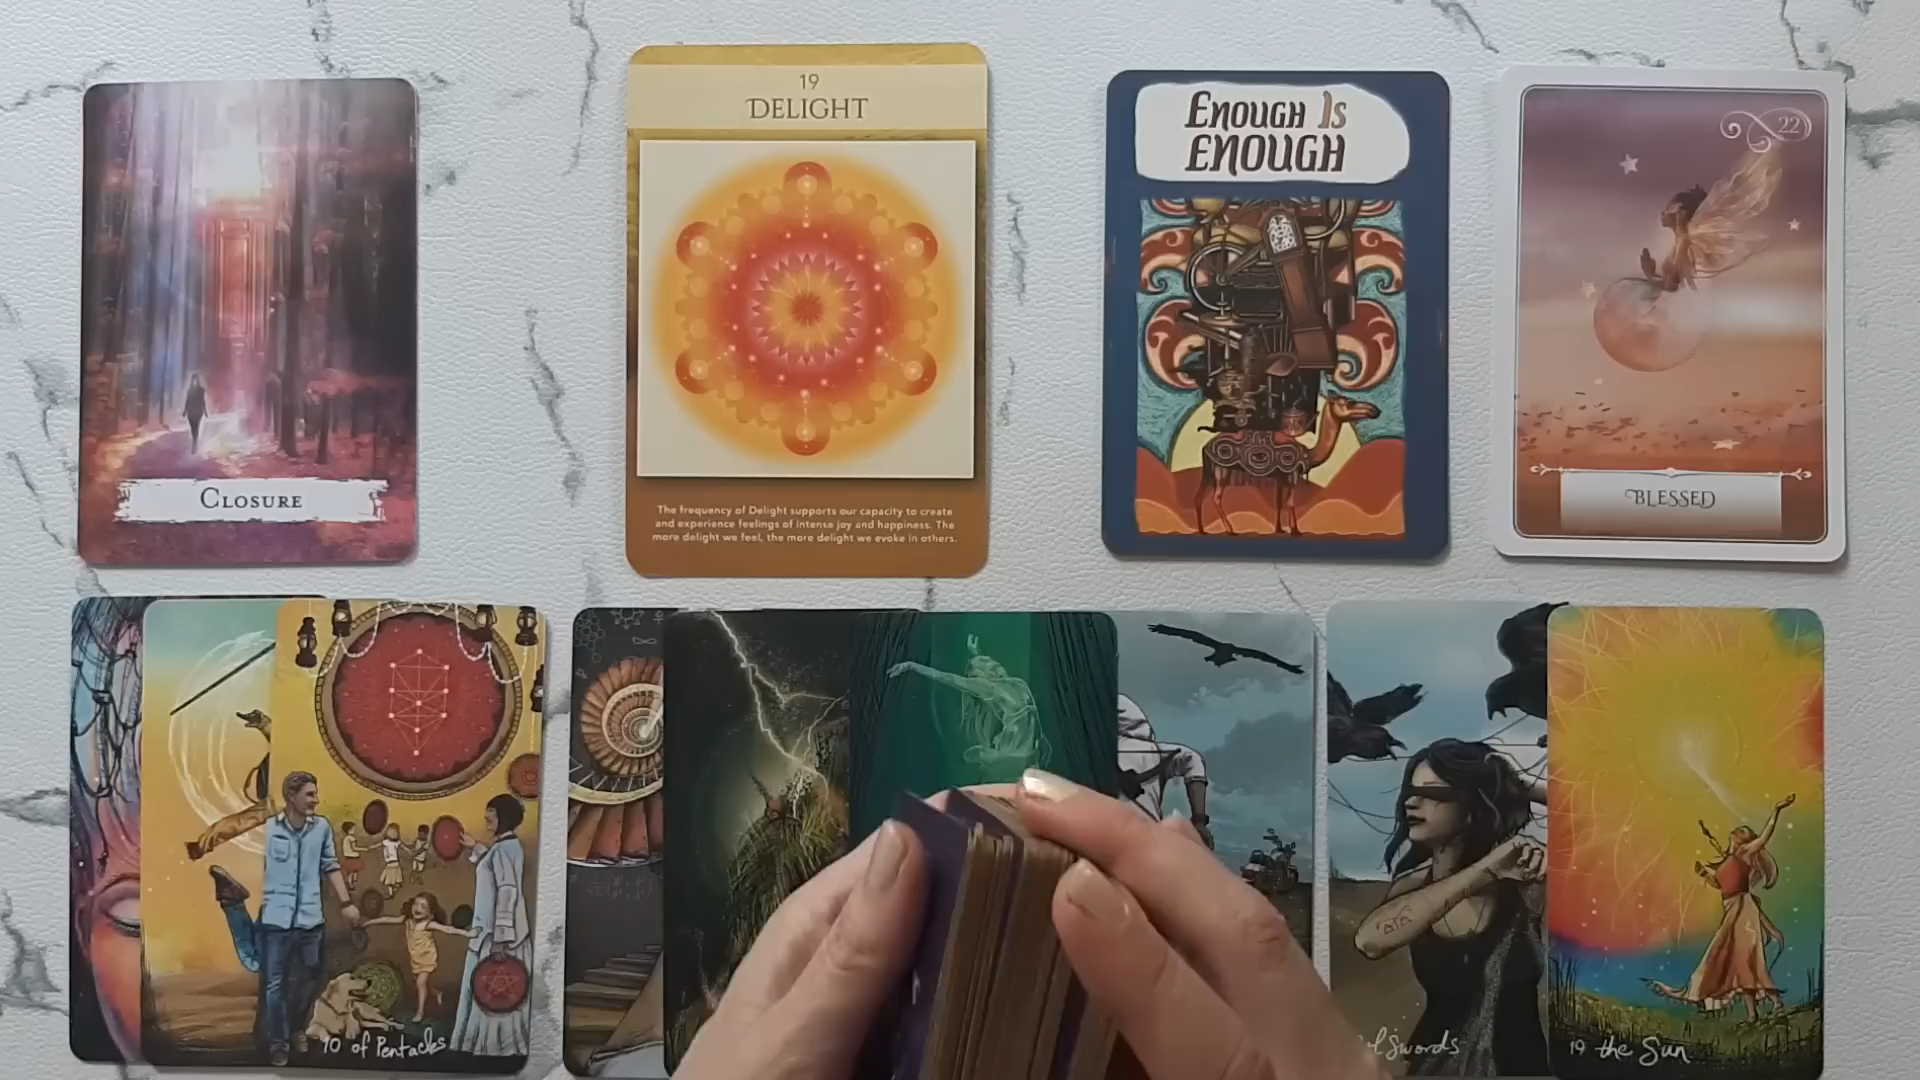 CLOSURE
19
DELIGHT
The frequency of Delight supports our capacity to create
and experience feelings of intense joy and happiness. The
more delight we feel, the more delight we evoke in others.
ENOUGH IS
ENOUGH
22
BLESSED
10 of Pentacles
Swords
19 the Sun